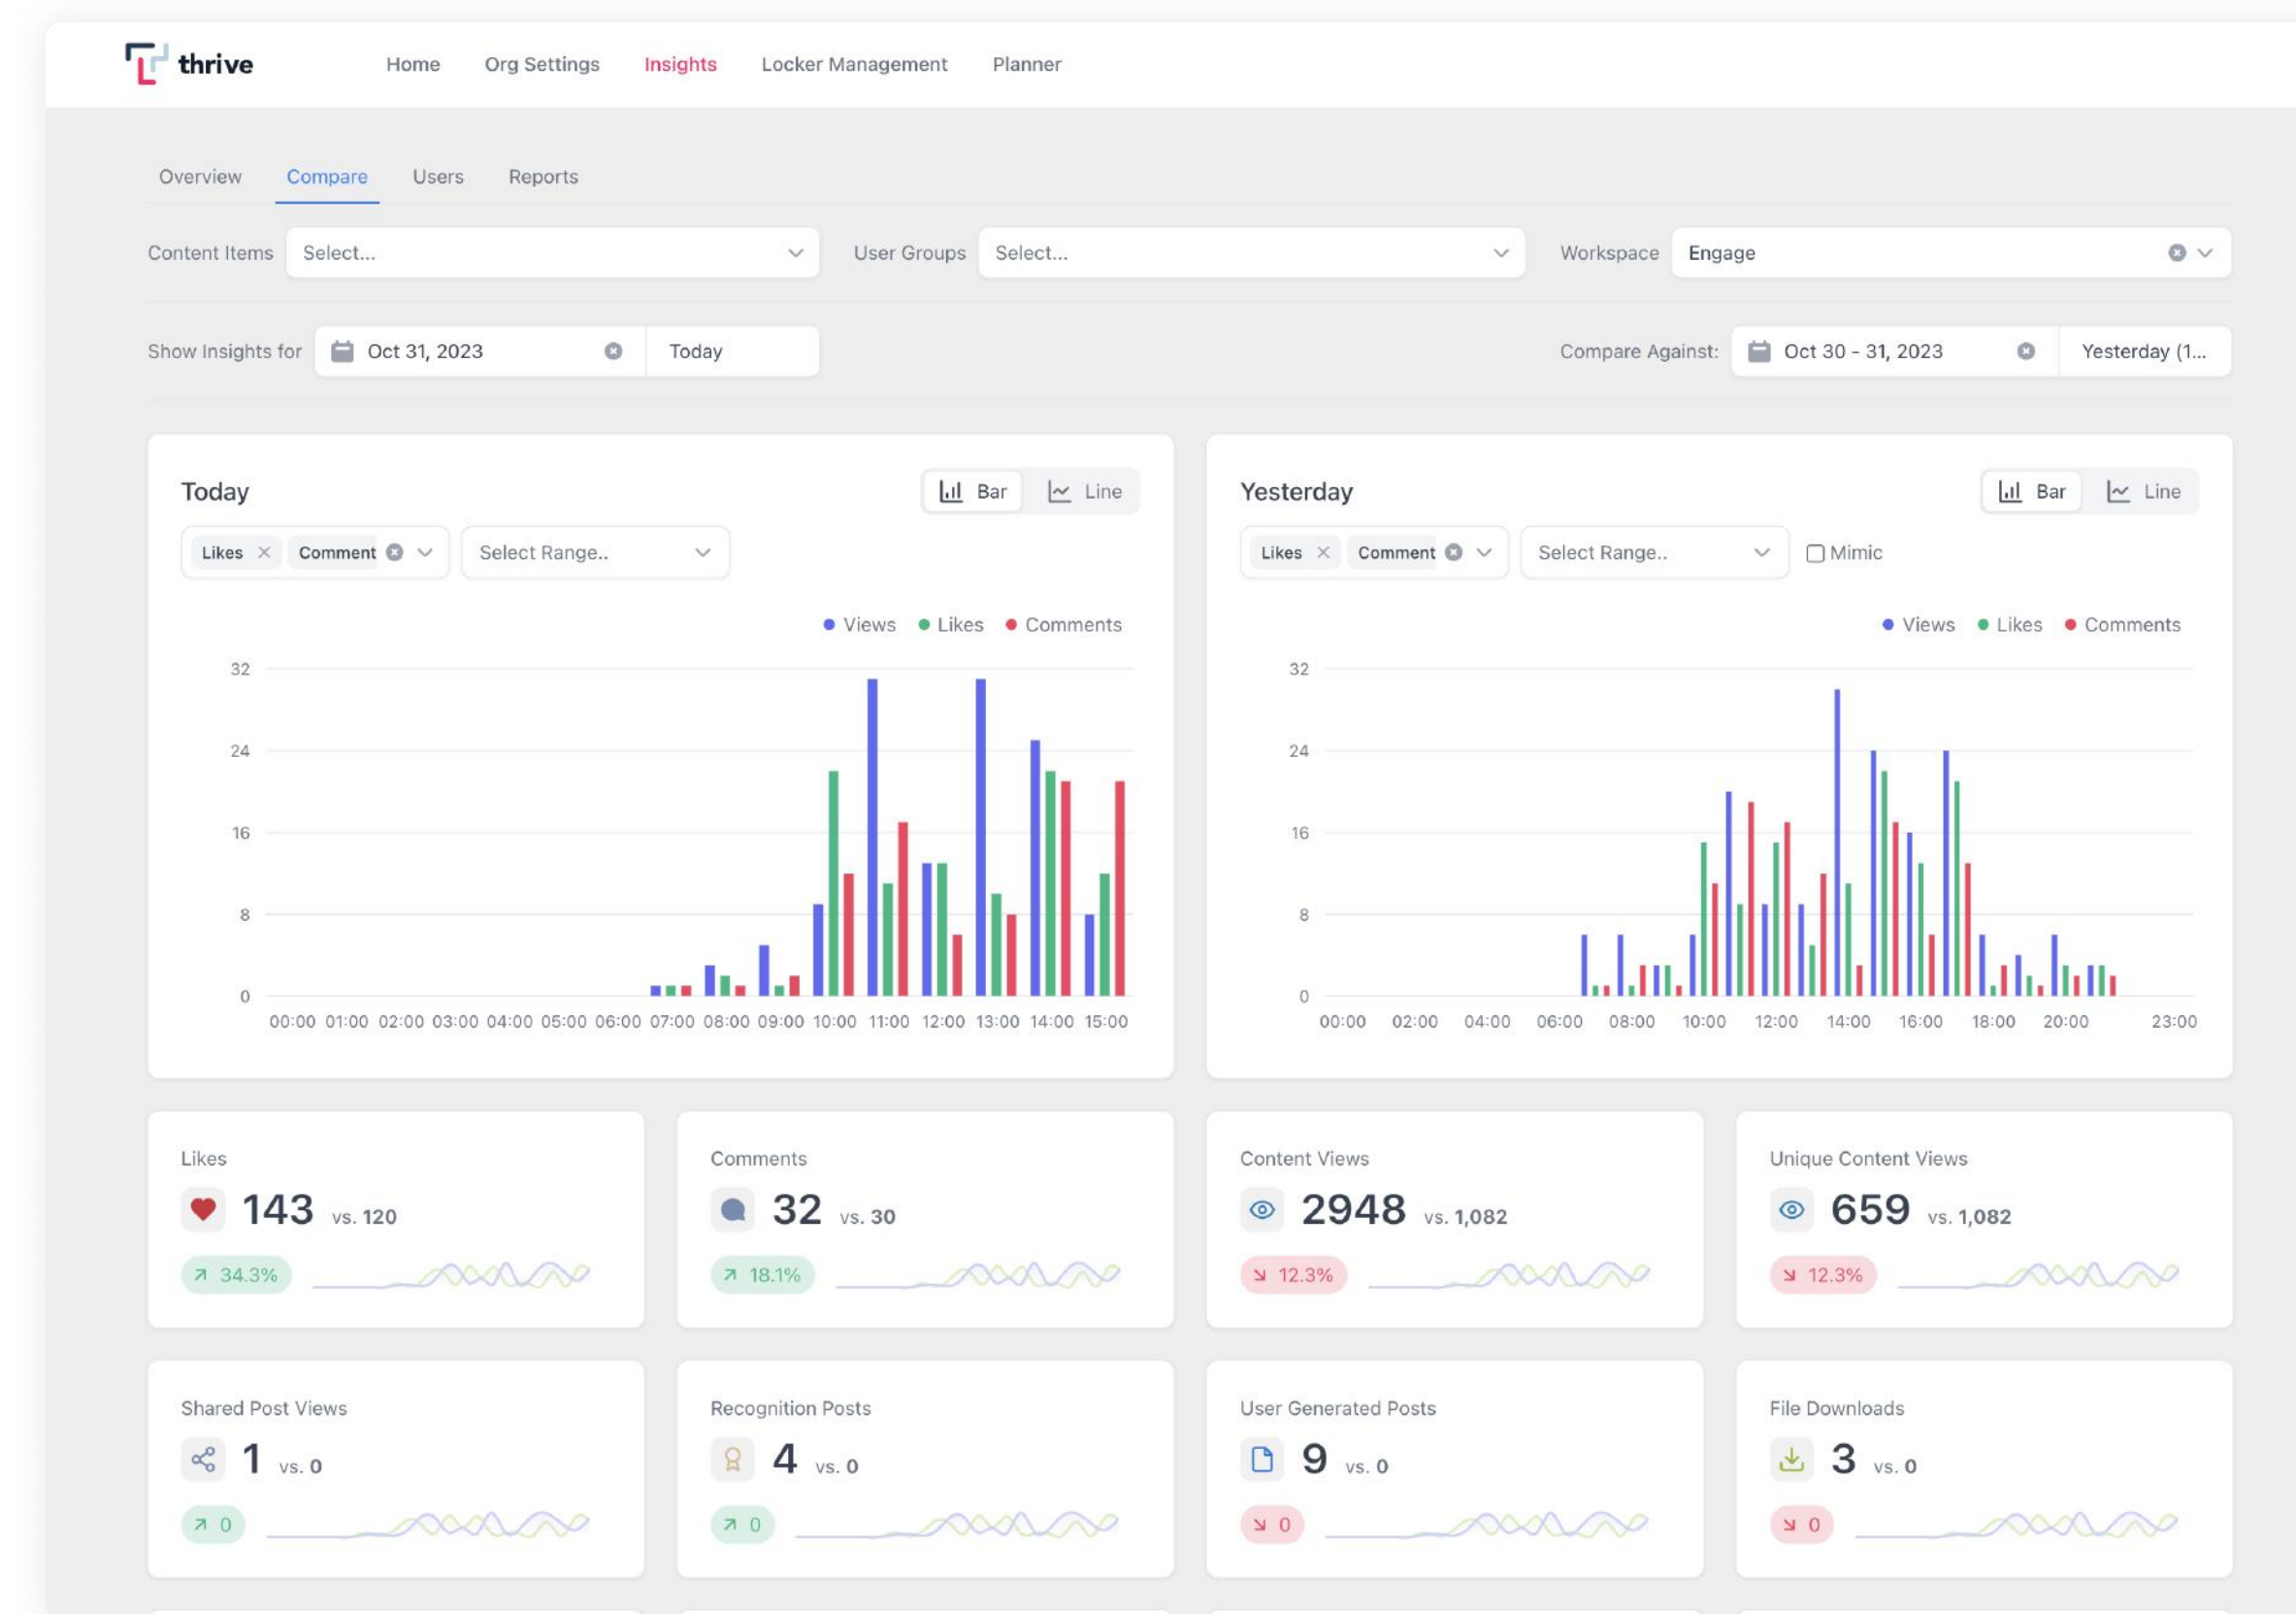 thrive Home Org Settings Insights Locker Management Planner
Overview Compare Users Reports
Content Items Select... User Groups Select... Workspace Engage
Show Insights for Oct 31, 2023 Today Compare Against: Oct 30 - 31, 2023 Yesterday (1...
Today Bar Line
Likes Comment Select Range..
Views Likes Comments
32
24
16
8
0
00:00 01:00 02:00 03:00 04:00 05:00 06:00 07:00 08:00 09:00 10:00 11:00 12:00 13:00 14:00 15:00
Yesterday Bar Line
Likes Comment Select Range.. Mimic
Views Likes Comments
32
24
16
8
0
00:00 02:00 04:00 06:00 08:00 10:00 12:00 14:00 16:00 18:00 20:00 23:00
Likes
143 vs. 120
34.3%
Comments
32 vs. 30
18.1%
Content Views
2948 vs. 1,082
12.3%
Unique Content Views
659 vs. 1,082
12.3%
Shared Post Views
1 vs. 0
0
Recognition Posts
4 vs. 0
0
User Generated Posts
9 vs. 0
0
File Downloads
3 vs. 0
0